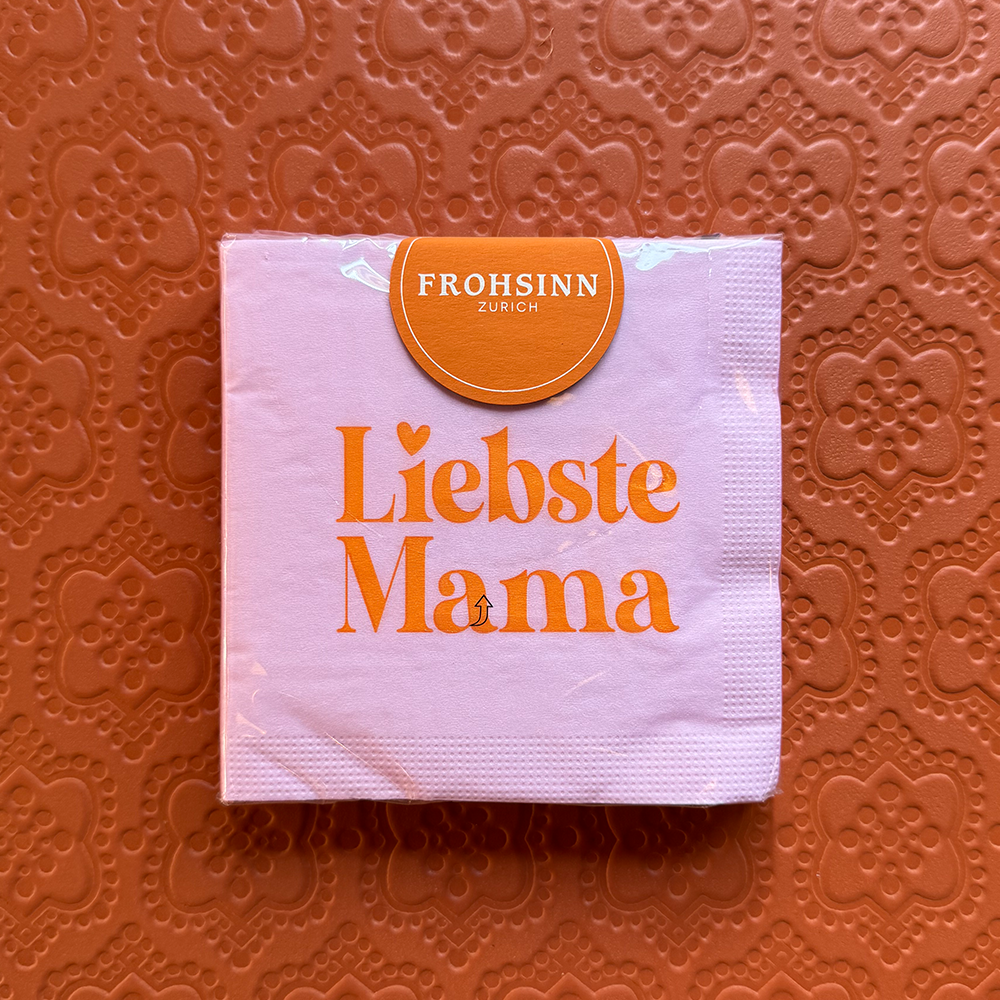 FROHSINN
ZURICH
Liebste
Mama